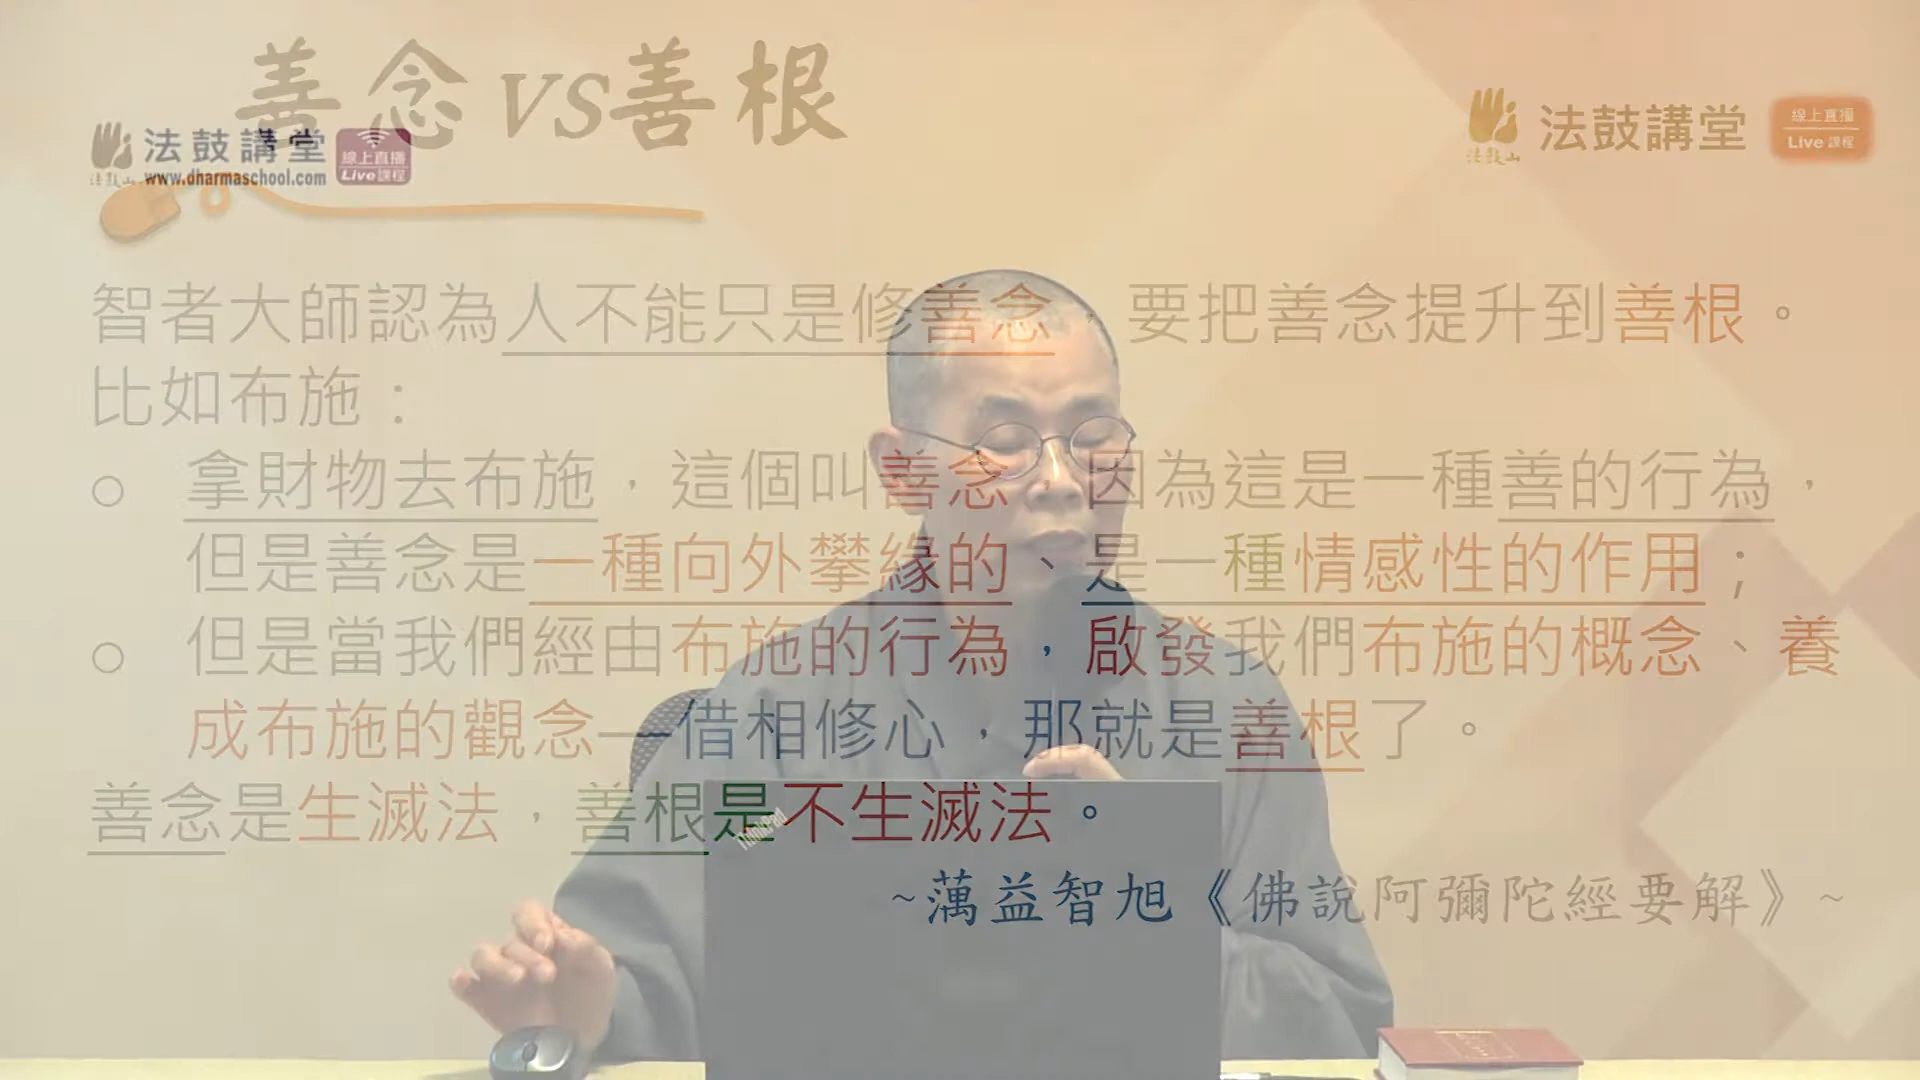 善念vs善根
法鼓講堂
線上直播
Live 課程
法鼓山
法鼓講堂
www.dharmaschool.com
線上直播
Live課程
法鼓山
智者大師認為人不能只是修善念，要把善念提升到善根。
比如布施：
○ 拿財物去布施，這個叫善念，因為這是一種善的行為，
但是善念是一種向外攀緣的、是一種情感性的作用；
○ 但是當我們經由布施的行為，啟發我們布施的概念、養
成布施的觀念—借相修心，那就是善根了。
善念是生滅法，善根是不生滅法。
ThinkPad
~蕅益智旭《佛說阿彌陀經要解》~